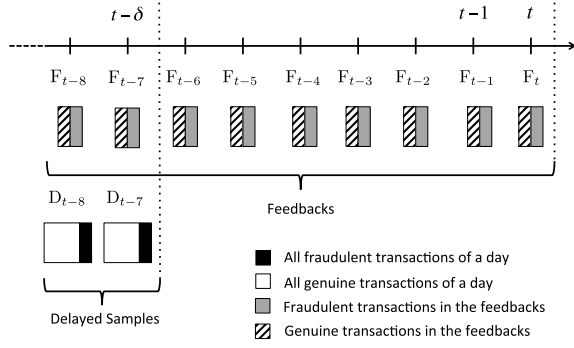 t−δ t−1 t
F_{t−8} F_{t−7} F_{t−6} F_{t−5} F_{t−4} F_{t−3} F_{t−2} F_{t−1} F_t
Feedbacks
D_{t−8} D_{t−7}
Delayed Samples
All fraudulent transactions of a day
All genuine transactions of a day
Fraudulent transactions in the feedbacks
Genuine transactions in the feedbacks